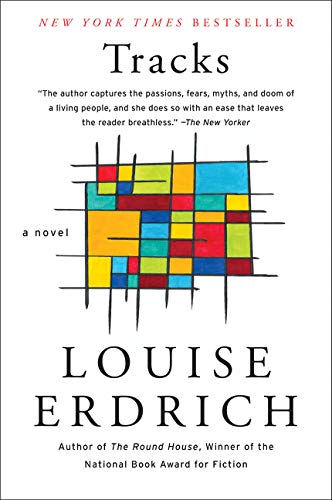 NEW YORK TIMES BESTSELLER
Tracks
"The author captures the passions, fears, myths, and doom of
a living people, and she does so with an ease that leaves
the reader breathless." —The New Yorker
a novel
LOUISE
ERDRICH
Author of The Round House, Winner of the
National Book Award for Fiction